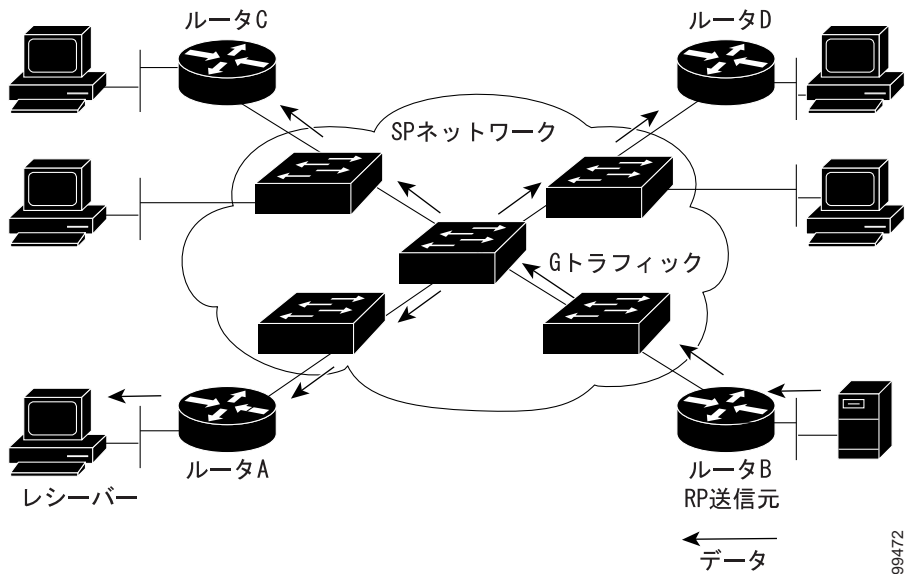 ルータC
ルータD
SPネットワーク
Gトラフィック
ルータA
ルータB
レシーバー
RP送信元
データ
99472